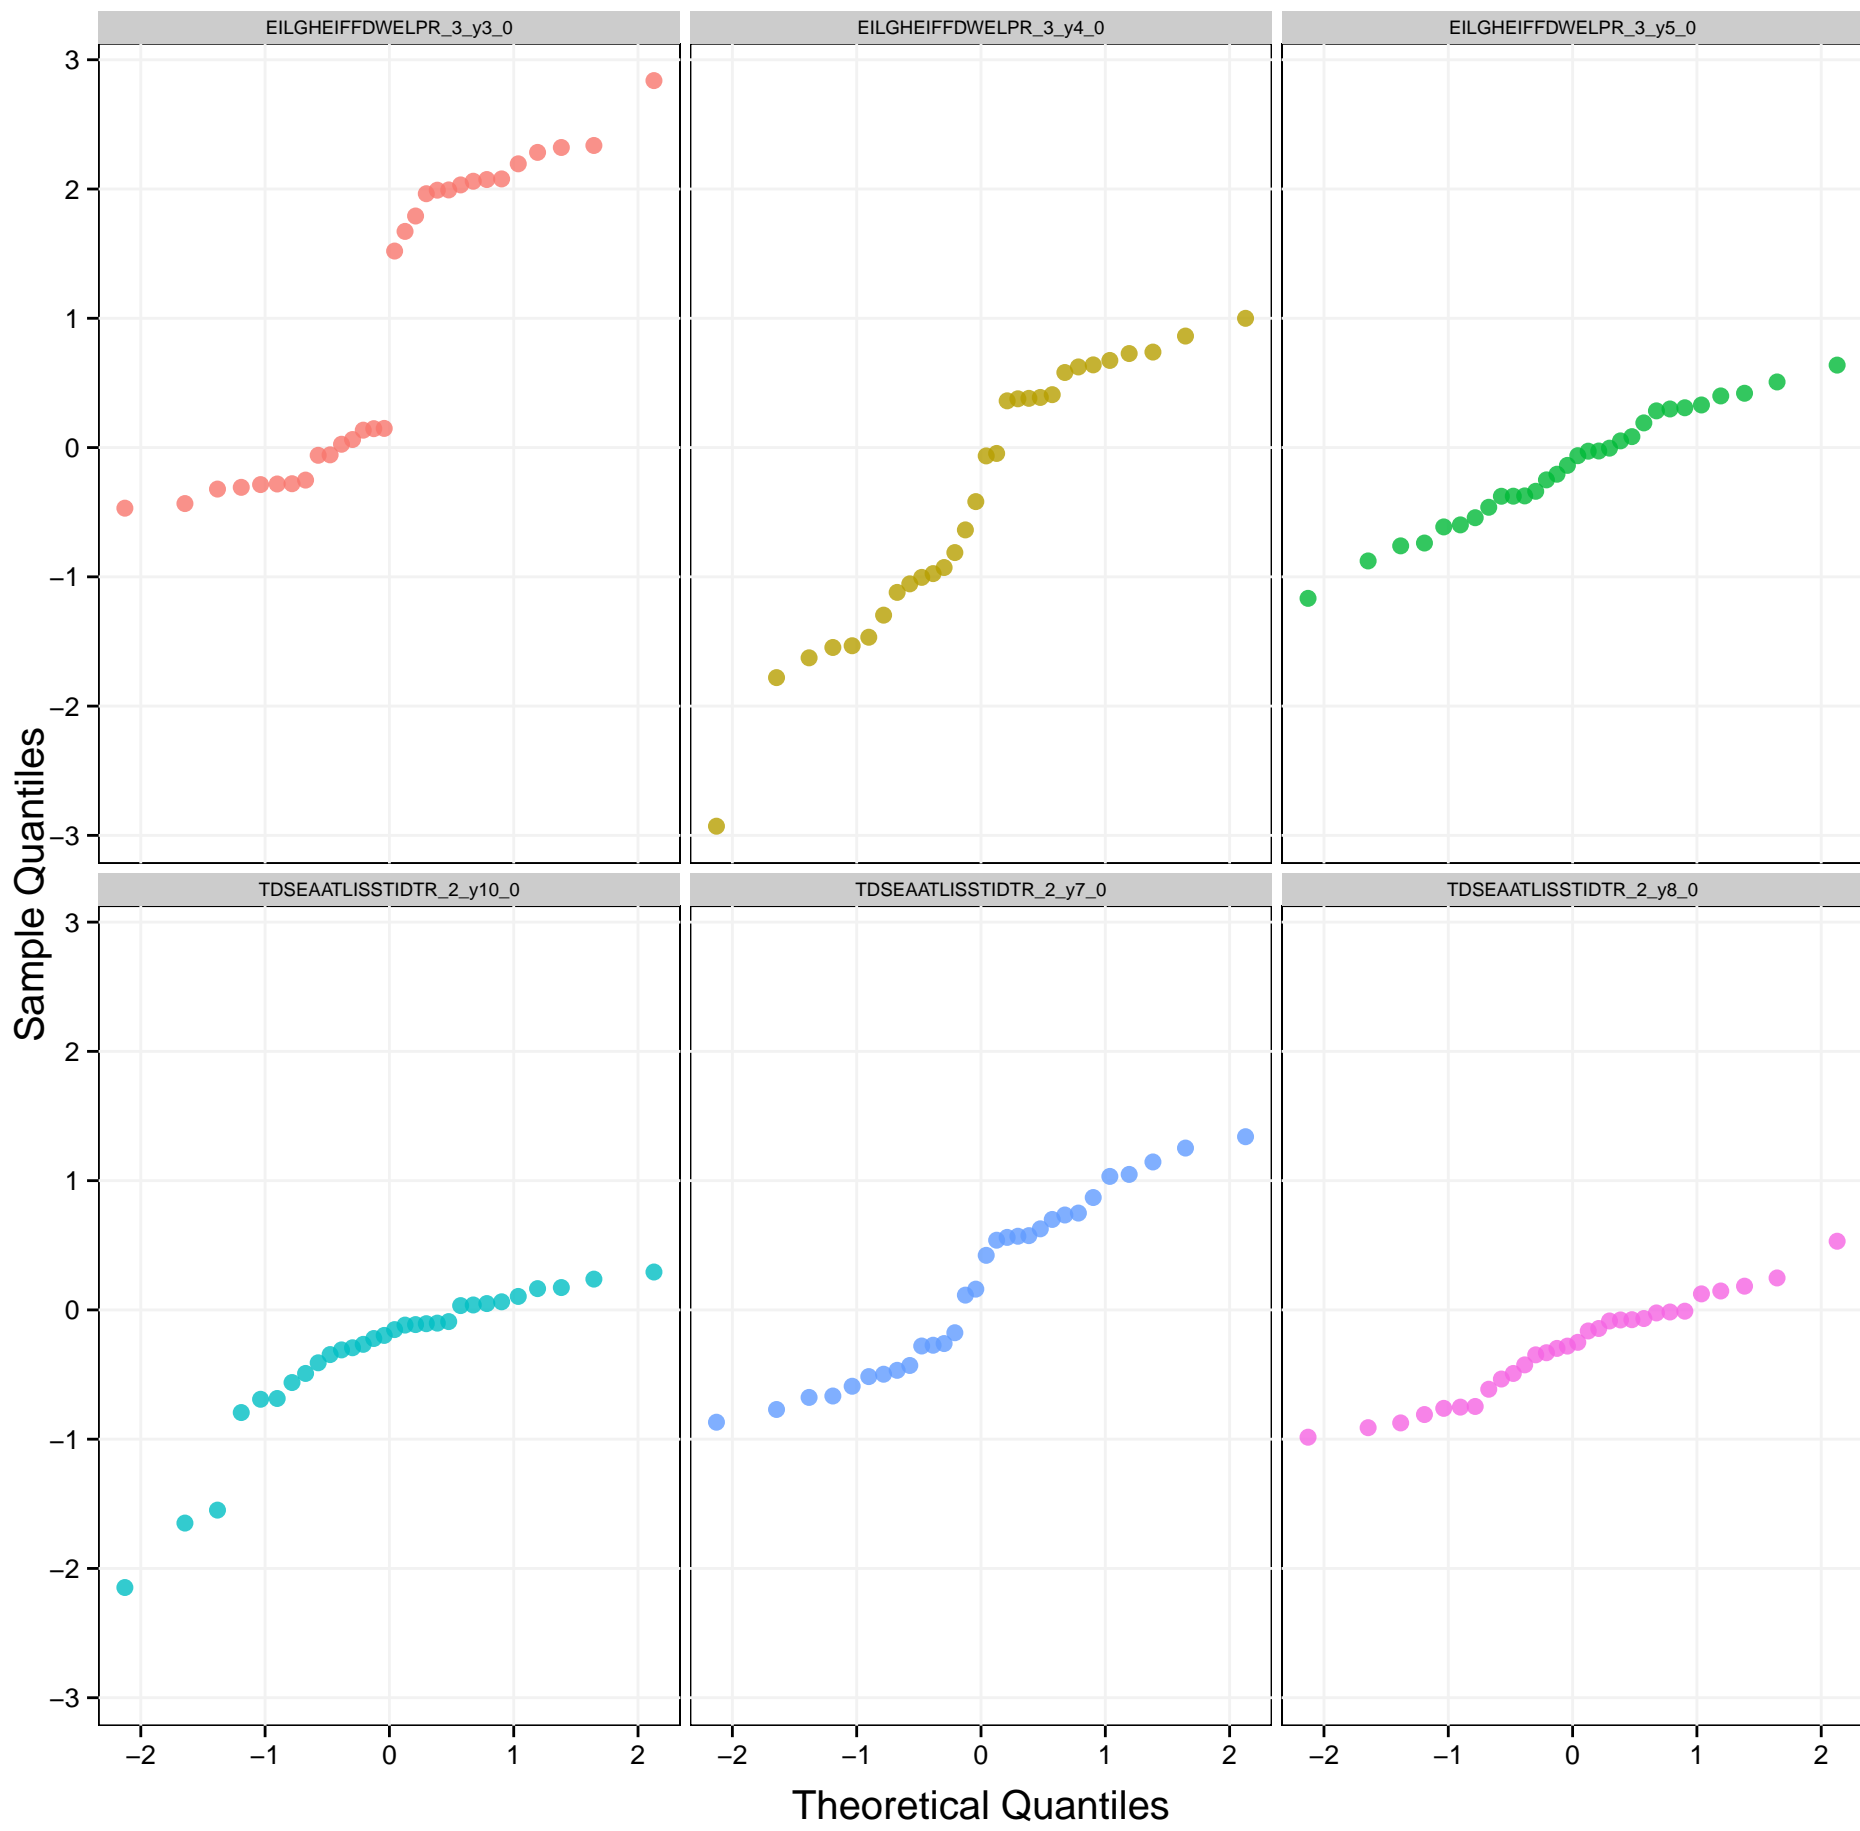 EILGHEIFFDWELPR_3_y3_0
EILGHEIFFDWELPR_3_y4_0
EILGHEIFFDWELPR_3_y5_0
3
2
1
0
−1
−2
−3
Sample Quantiles
TDSEAATLISSTIDTR_2_y10_0
TDSEAATLISSTIDTR_2_y7_0
TDSEAATLISSTIDTR_2_y8_0
3
2
1
0
−1
−2
−3
−2 −1 0 1 2
−2 −1 0 1 2
−2 −1 0 1 2
Theoretical Quantiles